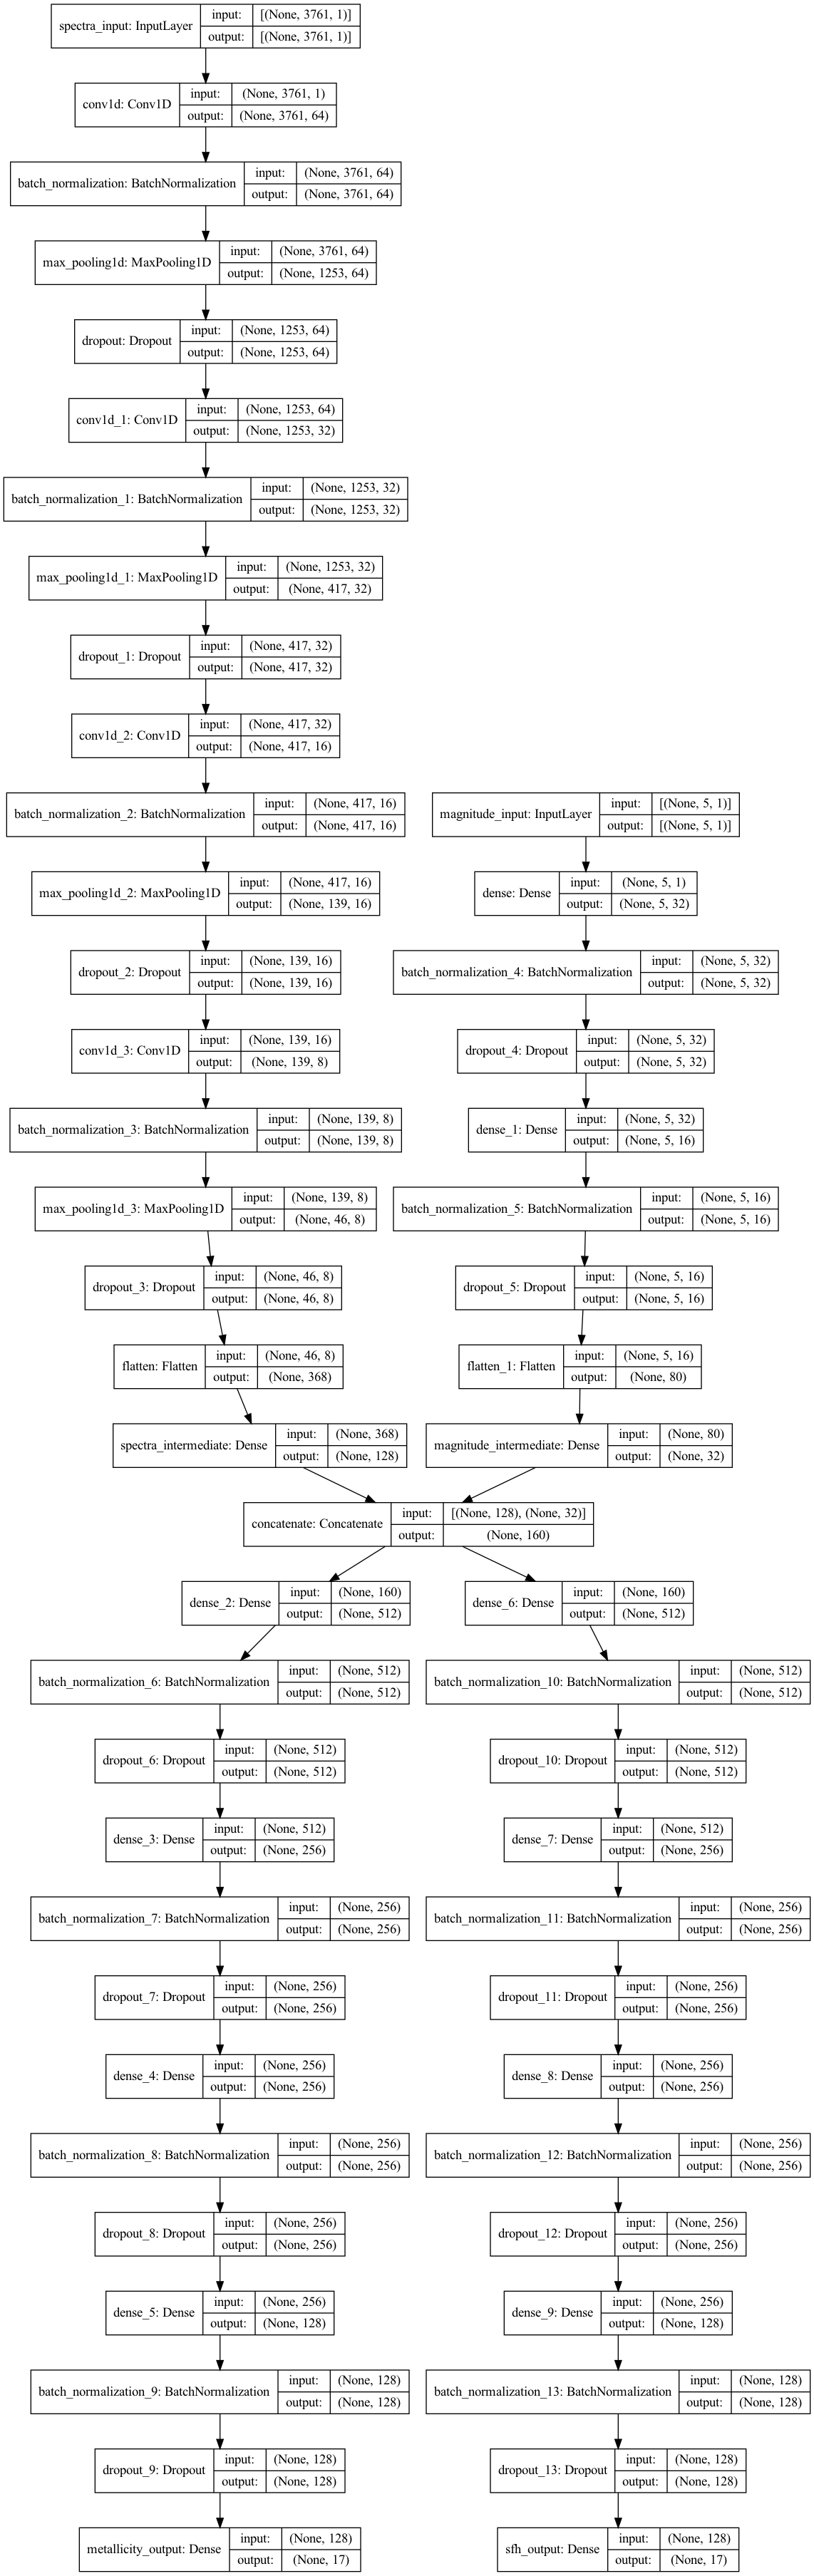 spectra_input: InputLayer
input: [(None, 3761, 1)]
output: [(None, 3761, 1)]
conv1d: Conv1D
input: (None, 3761, 1)
output: (None, 3761, 64)
batch_normalization: BatchNormalization
input: (None, 3761, 64)
output: (None, 3761, 64)
max_pooling1d: MaxPooling1D
input: (None, 3761, 64)
output: (None, 1253, 64)
dropout: Dropout
input: (None, 1253, 64)
output: (None, 1253, 64)
conv1d_1: Conv1D
input: (None, 1253, 64)
output: (None, 1253, 32)
batch_normalization_1: BatchNormalization
input: (None, 1253, 32)
output: (None, 1253, 32)
max_pooling1d_1: MaxPooling1D
input: (None, 1253, 32)
output: (None, 417, 32)
dropout_1: Dropout
input: (None, 417, 32)
output: (None, 417, 32)
conv1d_2: Conv1D
input: (None, 417, 32)
output: (None, 417, 16)
batch_normalization_2: BatchNormalization
input: (None, 417, 16)
output: (None, 417, 16)
magnitude_input: InputLayer
input: [(None, 5, 1)]
output: [(None, 5, 1)]
max_pooling1d_2: MaxPooling1D
input: (None, 417, 16)
output: (None, 139, 16)
dense: Dense
input: (None, 5, 1)
output: (None, 5, 32)
dropout_2: Dropout
input: (None, 139, 16)
output: (None, 139, 16)
batch_normalization_4: BatchNormalization
input: (None, 5, 32)
output: (None, 5, 32)
conv1d_3: Conv1D
input: (None, 139, 16)
output: (None, 139, 8)
dropout_4: Dropout
input: (None, 5, 32)
output: (None, 5, 32)
batch_normalization_3: BatchNormalization
input: (None, 139, 8)
output: (None, 139, 8)
dense_1: Dense
input: (None, 5, 32)
output: (None, 5, 16)
max_pooling1d_3: MaxPooling1D
input: (None, 139, 8)
output: (None, 46, 8)
batch_normalization_5: BatchNormalization
input: (None, 5, 16)
output: (None, 5, 16)
dropout_3: Dropout
input: (None, 46, 8)
output: (None, 46, 8)
dropout_5: Dropout
input: (None, 5, 16)
output: (None, 5, 16)
flatten: Flatten
input: (None, 46, 8)
output: (None, 368)
flatten_1: Flatten
input: (None, 5, 16)
output: (None, 80)
spectra_intermediate: Dense
input: (None, 368)
output: (None, 128)
magnitude_intermediate: Dense
input: (None, 80)
output: (None, 32)
concatenate: Concatenate
input: [(None, 128), (None, 32)]
output: (None, 160)
dense_2: Dense
input: (None, 160)
output: (None, 512)
dense_6: Dense
input: (None, 160)
output: (None, 512)
batch_normalization_6: BatchNormalization
input: (None, 512)
output: (None, 512)
batch_normalization_10: BatchNormalization
input: (None, 512)
output: (None, 512)
dropout_6: Dropout
input: (None, 512)
output: (None, 512)
dropout_10: Dropout
input: (None, 512)
output: (None, 512)
dense_3: Dense
input: (None, 512)
output: (None, 256)
dense_7: Dense
input: (None, 512)
output: (None, 256)
batch_normalization_7: BatchNormalization
input: (None, 256)
output: (None, 256)
batch_normalization_11: BatchNormalization
input: (None, 256)
output: (None, 256)
dropout_7: Dropout
input: (None, 256)
output: (None, 256)
dropout_11: Dropout
input: (None, 256)
output: (None, 256)
dense_4: Dense
input: (None, 256)
output: (None, 256)
dense_8: Dense
input: (None, 256)
output: (None, 256)
batch_normalization_8: BatchNormalization
input: (None, 256)
output: (None, 256)
batch_normalization_12: BatchNormalization
input: (None, 256)
output: (None, 256)
dropout_8: Dropout
input: (None, 256)
output: (None, 256)
dropout_12: Dropout
input: (None, 256)
output: (None, 256)
dense_5: Dense
input: (None, 256)
output: (None, 128)
dense_9: Dense
input: (None, 256)
output: (None, 128)
batch_normalization_9: BatchNormalization
input: (None, 128)
output: (None, 128)
batch_normalization_13: BatchNormalization
input: (None, 128)
output: (None, 128)
dropout_9: Dropout
input: (None, 128)
output: (None, 128)
dropout_13: Dropout
input: (None, 128)
output: (None, 128)
metallicity_output: Dense
input: (None, 128)
output: (None, 17)
sfh_output: Dense
input: (None, 128)
output: (None, 17)